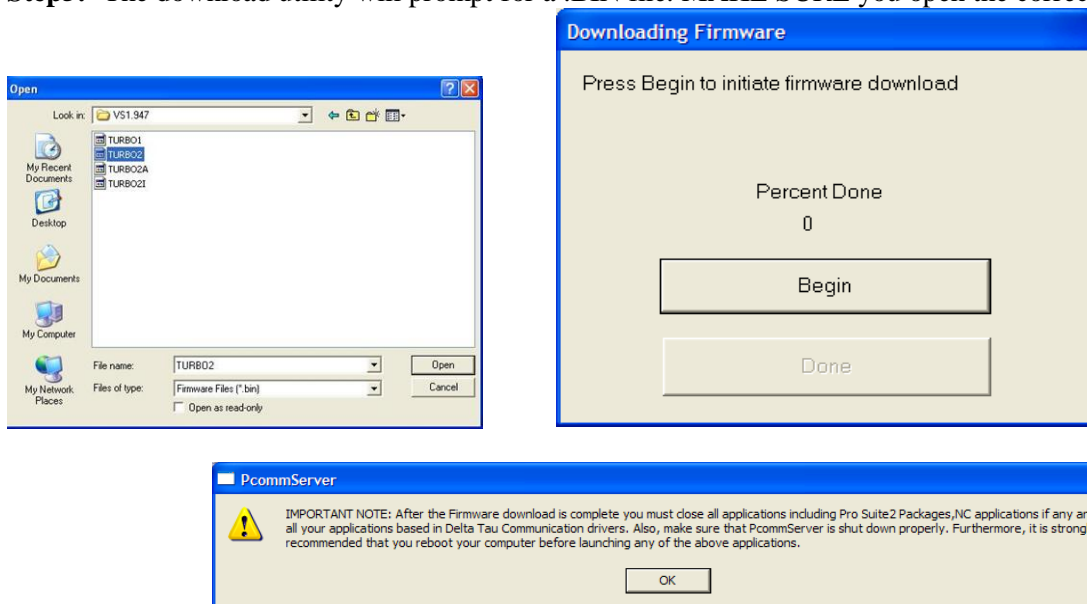 Open
Look in: VS1.947
TURBO1
TURBO2
TURBO2A
TURBO2I
My Recent
Documents
Desktop
My Documents
My Computer
My Network
Places
File name: TURBO2 Open
Files of type: Firmware Files (*.bin) Cancel
Open as read-only
Downloading Firmware
Press Begin to initiate firmware download
Percent Done
0
Begin
Done
PcommServer
IMPORTANT NOTE: After the Firmware download is complete you must close all applications including Pro Suite2 Packages,NC applications if any
all your applications based in Delta Tau Communication drivers. Also, make sure that PcommServer is shut down properly. Furthermore, it is
recommended that you reboot your computer before launching any of the above applications.
OK